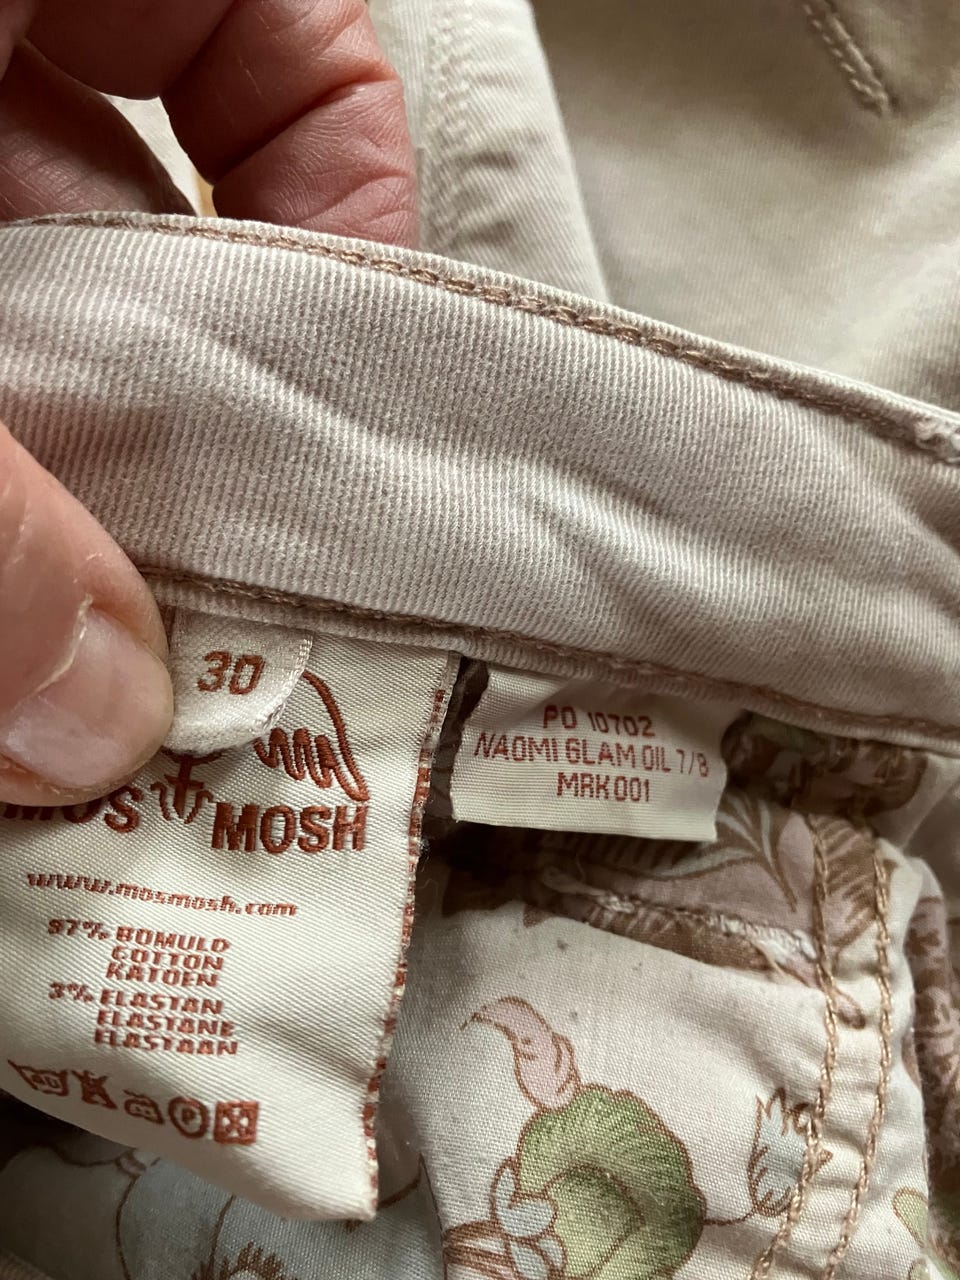 30
MOS MOSH
www.mosmosh.com
97% BOMULD
COTTON
KATOEN
3% ELASTAN
ELASTANE
ELASTAAN
P
PO 10702
NAOMI GLAM OIL 7/8
MRK 001